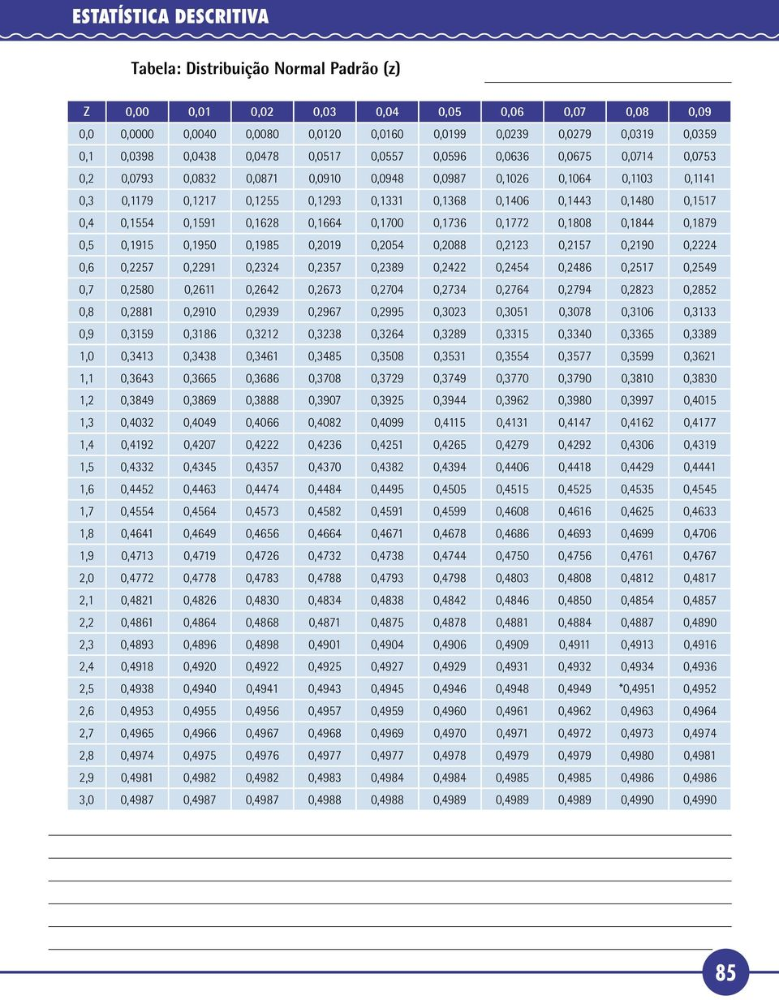 ESTATÍSTICA DESCRITIVA
Tabela: Distribuição Normal Padrão (z)
Z 0,00 0,01 0,02 0,03 0,04 0,05 0,06 0,07 0,08 0,09
0,0 0,0000 0,0040 0,0080 0,0120 0,0160 0,0199 0,0239 0,0279 0,0319 0,0359
0,1 0,0398 0,0438 0,0478 0,0517 0,0557 0,0596 0,0636 0,0675 0,0714 0,0753
0,2 0,0793 0,0832 0,0871 0,0910 0,0948 0,0987 0,1026 0,1064 0,1103 0,1141
0,3 0,1179 0,1217 0,1255 0,1293 0,1331 0,1368 0,1406 0,1443 0,1480 0,1517
0,4 0,1554 0,1591 0,1628 0,1664 0,1700 0,1736 0,1772 0,1808 0,1844 0,1879
0,5 0,1915 0,1950 0,1985 0,2019 0,2054 0,2088 0,2123 0,2157 0,2190 0,2224
0,6 0,2257 0,2291 0,2324 0,2357 0,2389 0,2422 0,2454 0,2486 0,2517 0,2549
0,7 0,2580 0,2611 0,2642 0,2673 0,2704 0,2734 0,2764 0,2794 0,2823 0,2852
0,8 0,2881 0,2910 0,2939 0,2967 0,2995 0,3023 0,3051 0,3078 0,3106 0,3133
0,9 0,3159 0,3186 0,3212 0,3238 0,3264 0,3289 0,3315 0,3340 0,3365 0,3389
1,0 0,3413 0,3438 0,3461 0,3485 0,3508 0,3531 0,3554 0,3577 0,3599 0,3621
1,1 0,3643 0,3665 0,3686 0,3708 0,3729 0,3749 0,3770 0,3790 0,3810 0,3830
1,2 0,3849 0,3869 0,3888 0,3907 0,3925 0,3944 0,3962 0,3980 0,3997 0,4015
1,3 0,4032 0,4049 0,4066 0,4082 0,4099 0,4115 0,4131 0,4147 0,4162 0,4177
1,4 0,4192 0,4207 0,4222 0,4236 0,4251 0,4265 0,4279 0,4292 0,4306 0,4319
1,5 0,4332 0,4345 0,4357 0,4370 0,4382 0,4394 0,4406 0,4418 0,4429 0,4441
1,6 0,4452 0,4463 0,4474 0,4484 0,4495 0,4505 0,4515 0,4525 0,4535 0,4545
1,7 0,4554 0,4564 0,4573 0,4582 0,4591 0,4599 0,4608 0,4616 0,4625 0,4633
1,8 0,4641 0,4649 0,4656 0,4664 0,4671 0,4678 0,4686 0,4693 0,4699 0,4706
1,9 0,4713 0,4719 0,4726 0,4732 0,4738 0,4744 0,4750 0,4756 0,4761 0,4767
2,0 0,4772 0,4778 0,4783 0,4788 0,4793 0,4798 0,4803 0,4808 0,4812 0,4817
2,1 0,4821 0,4826 0,4830 0,4834 0,4838 0,4842 0,4846 0,4850 0,4854 0,4857
2,2 0,4861 0,4864 0,4868 0,4871 0,4875 0,4878 0,4881 0,4884 0,4887 0,4890
2,3 0,4893 0,4896 0,4898 0,4901 0,4904 0,4906 0,4909 0,4911 0,4913 0,4916
2,4 0,4918 0,4920 0,4922 0,4925 0,4927 0,4929 0,4931 0,4932 0,4934 0,4936
2,5 0,4938 0,4940 0,4941 0,4943 0,4945 0,4946 0,4948 0,4949 *0,4951 0,4952
2,6 0,4953 0,4955 0,4956 0,4957 0,4959 0,4960 0,4961 0,4962 0,4963 0,4964
2,7 0,4965 0,4966 0,4967 0,4968 0,4969 0,4970 0,4971 0,4972 0,4973 0,4974
2,8 0,4974 0,4975 0,4976 0,4977 0,4977 0,4978 0,4979 0,4979 0,4980 0,4981
2,9 0,4981 0,4982 0,4982 0,4983 0,4984 0,4984 0,4985 0,4985 0,4986 0,4986
3,0 0,4987 0,4987 0,4987 0,4988 0,4988 0,4989 0,4989 0,4989 0,4990 0,4990
85